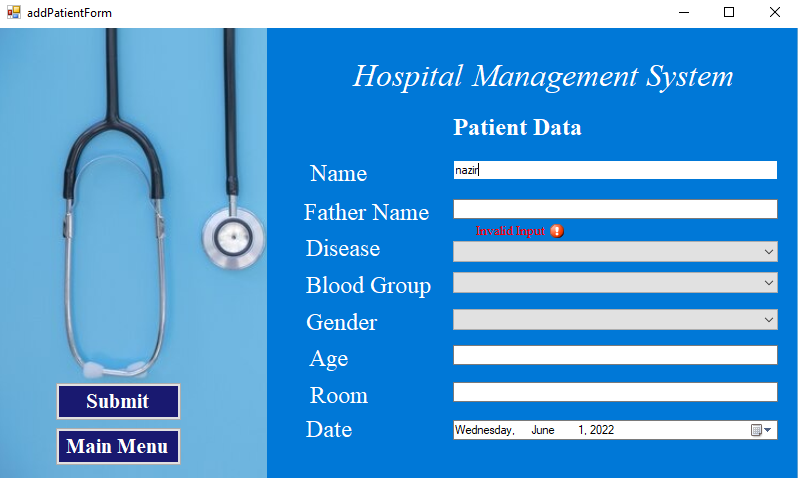 addPatientForm
Hospital Management System
Patient Data
Name
nazir
Father Name
Invalid Input
Disease
Blood Group
Gender
Age
Room
Date
Wednesday, June 1, 2022
Submit
Main Menu